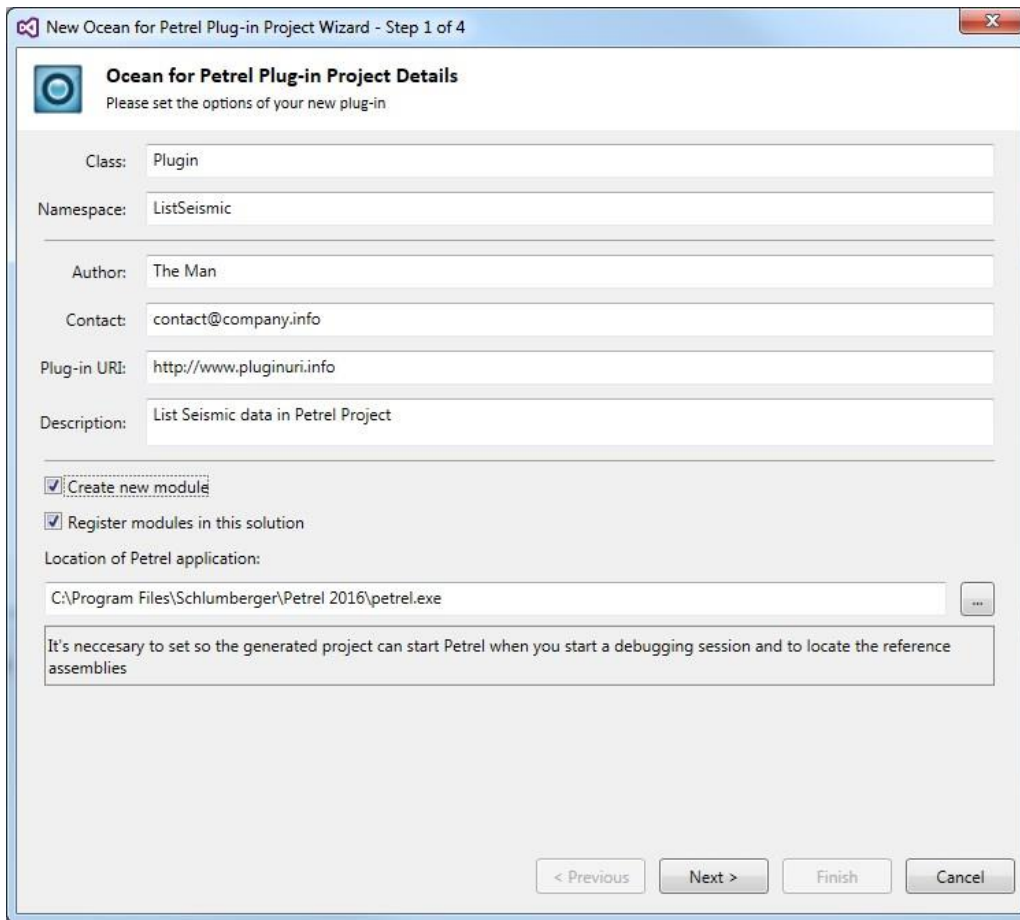 New Ocean for Petrel Plug-in Project Wizard - Step 1 of 4
Ocean for Petrel Plug-in Project Details
Please set the options of your new plug-in
Class: Plugin
Namespace: ListSeismic
Author: The Man
Contact: contact@company.info
Plug-in URI: http://www.pluginuri.info
Description: List Seismic data in Petrel Project
Create new module
Register modules in this solution
Location of Petrel application:
C:\Program Files\Schlumberger\Petrel 2016\petrel.exe ...
It's neccesary to set so the generated project can start Petrel when you start a debugging session and to locate the reference
assemblies
< Previous Next > Finish Cancel